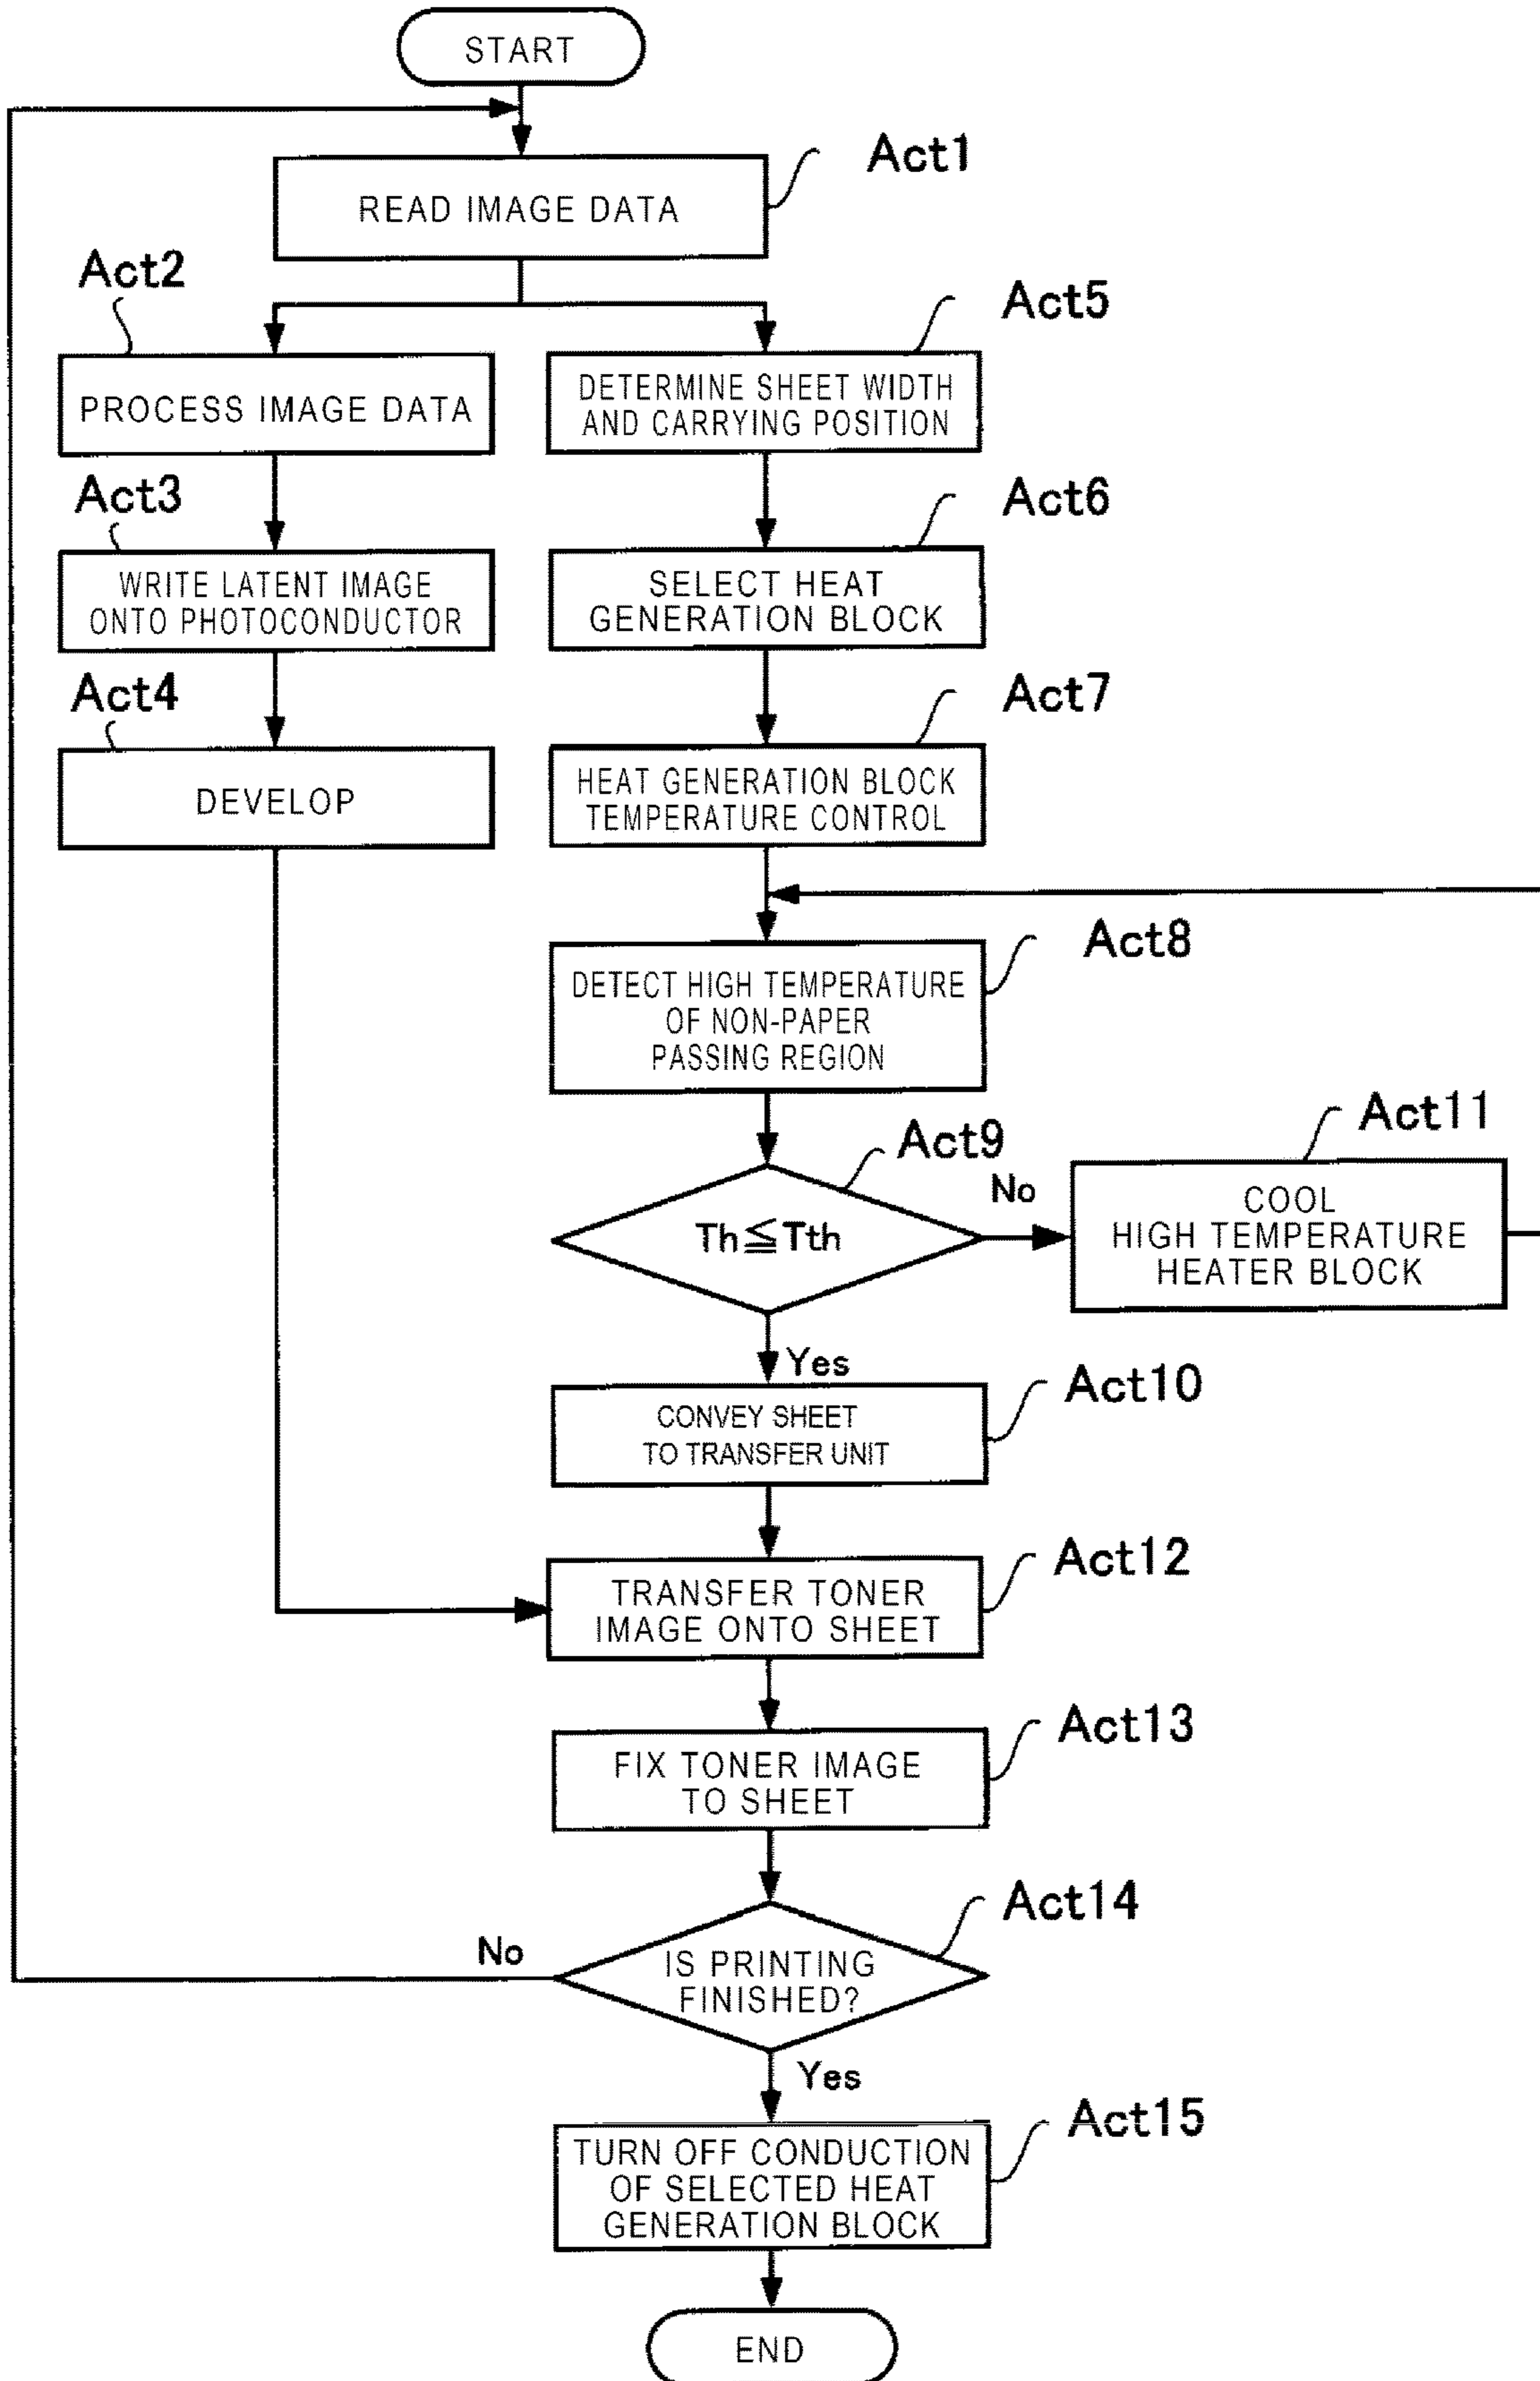 START
Act1
READ IMAGE DATA
Act2
PROCESS IMAGE DATA
Act3
WRITE LATENT IMAGE
ONTO PHOTOCONDUCTOR
Act4
DEVELOP
Act5
DETERMINE SHEET WIDTH
AND CARRYING POSITION
Act6
SELECT HEAT
GENERATION BLOCK
Act7
HEAT GENERATION BLOCK
TEMPERATURE CONTROL
Act8
DETECT HIGH TEMPERATURE
OF NON-PAPER
PASSING REGION
Act9
Th≦Tth
No
Act11
COOL
HIGH TEMPERATURE
HEATER BLOCK
Yes
Act10
CONVEY SHEET
TO TRANSFER UNIT
Act12
TRANSFER TONER
IMAGE ONTO SHEET
Act13
FIX TONER IMAGE
TO SHEET
Act14
IS PRINTING
FINISHED?
No
Yes
Act15
TURN OFF CONDUCTION
OF SELECTED HEAT
GENERATION BLOCK
END